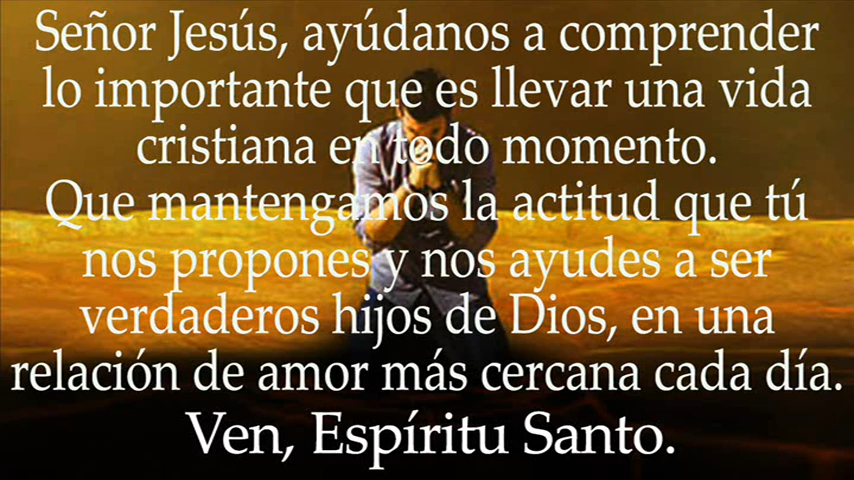 Señor Jesús, ayúdanos a comprender
lo importante que es llevar una vida
cristiana en todo momento.
Que mantengamos la actitud que tú
nos propones y nos ayudes a ser
verdaderos hijos de Dios, en una
relación de amor más cercana cada día.
Ven, Espíritu Santo.